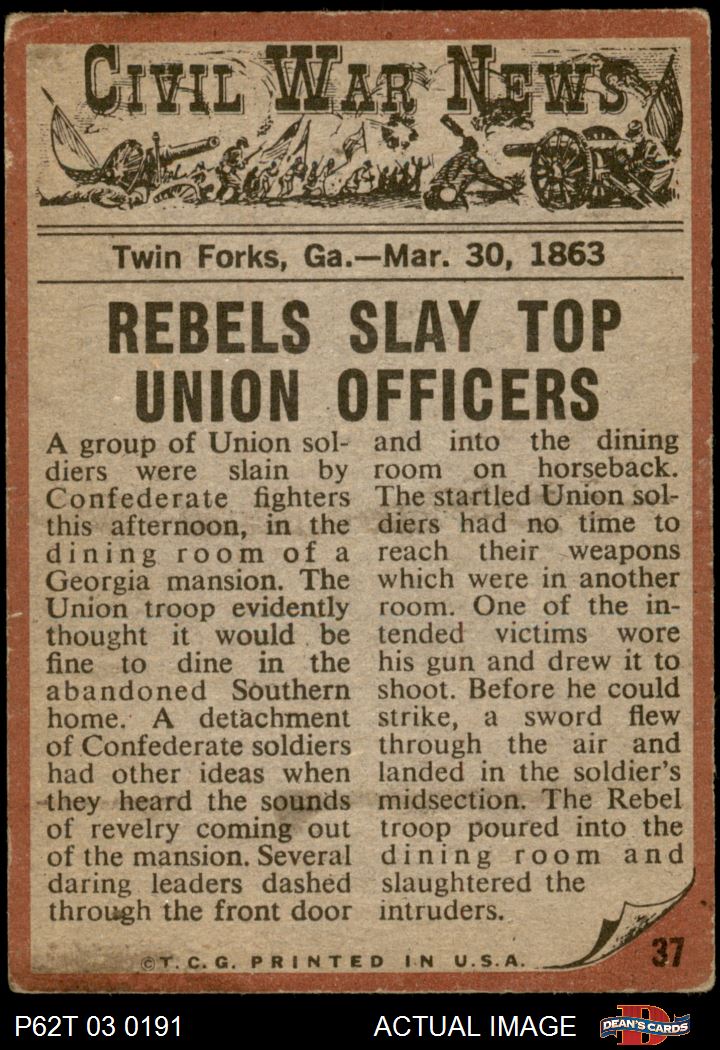 CIVIL WAR NEWS
Twin Forks, Ga.—Mar. 30, 1863
REBELS SLAY TOP
UNION OFFICERS
A group of Union sol-
diers were slain by
Confederate fighters
this afternoon, in the
dining room of a
Georgia mansion. The
Union troop evidently
thought it would be
fine to dine in the
abandoned Southern
home. A detachment
of Confederate soldiers
had other ideas when
they heard the sounds
of revelry coming out
of the mansion. Several
daring leaders dashed
through the front door
and into the dining
room on horseback.
The startled Union sol-
diers had no time to
reach their weapons
which were in another
room. One of the in-
tended victims wore
his gun and drew it to
shoot. Before he could
strike, a sword flew
through the air and
landed in the soldier's
midsection. The Rebel
troop poured into the
dining room and
slaughtered the
intruders.
37
©T.C.G. PRINTED IN U.S.A.
P62T 03 0191
ACTUAL IMAGE
D
DEAN'S CARDS